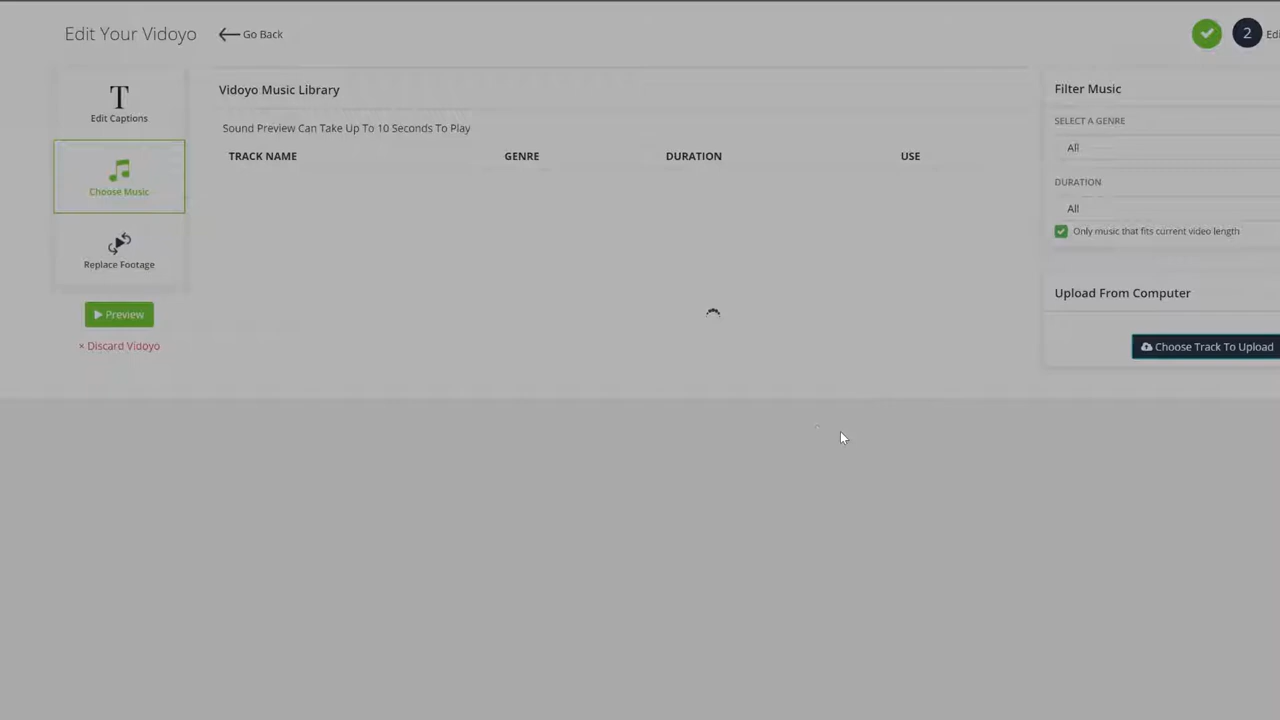 Edit Your Vidoyo
Go Back
2
Edi
Edit Captions
Choose Music
Replace Footage
Preview
× Discard Vidoyo
Vidoyo Music Library
Sound Preview Can Take Up To 10 Seconds To Play
TRACK NAME GENRE DURATION USE
Filter Music
SELECT A GENRE
All
DURATION
All
Only music that fits current video length
Upload From Computer
Choose Track To Upload